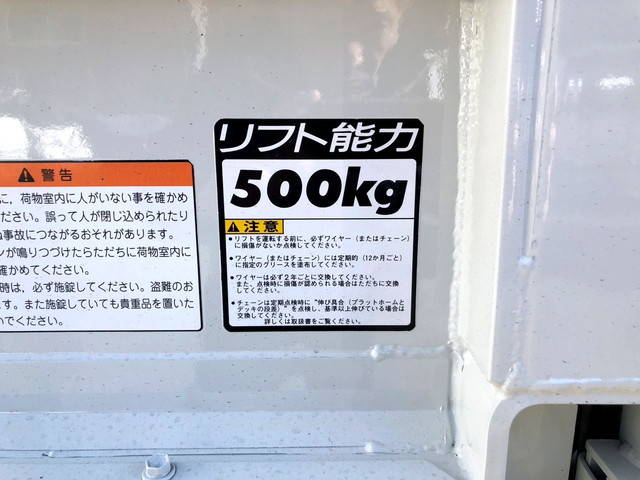 警告
に，荷物室内に人がいない事を確かめ
ださい。誤って人が閉じ込められたり
事故につながるおそれがあります。
ンが鳴りつづけたらただちに荷物室内に
確かめてください。
時は、必ず施錠してください。盗難のお
す。また施錠していても貴重品を置いた
いでください。
リフト能力
500kg
注意
●リフトを運転する前に、必ずワイヤー（またはチェーン）
に損傷がないか点検してください。
●ワイヤー（またはチェーン）には定期的（12か月ごと）
に指定のグリースを塗布してください。
●ワイヤーは必ず2年ごとに交換してください。
また、点検時に損傷が認められる場合はただちに交換
してください。
●チェーンは定期点検時に"伸び具合（プラットホームと
デッキの段差）"を点検し、基準以上伸びている場合は
交換してください。
詳しくは取扱書をご覧ください。